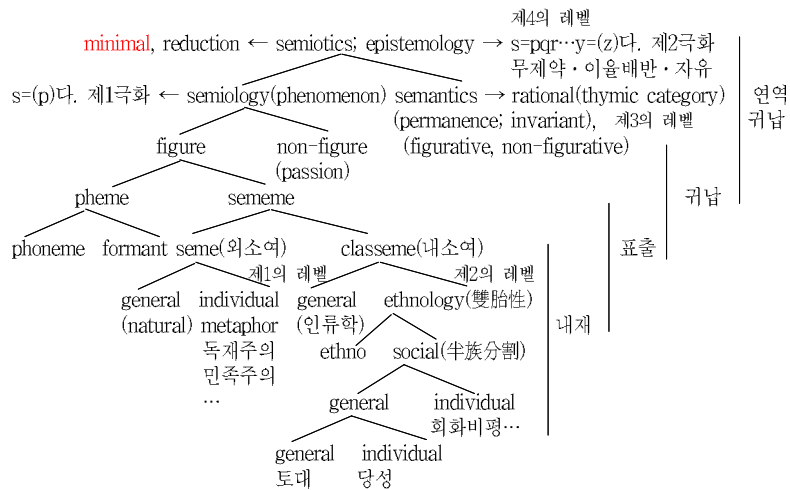 제4의 레벨
minimal, reduction ← semiotics; epistemology → s=pqr…y=(z)다. 제2극화
무제약·이율배반·자유
s=(p)다. 제1극화 ← semiology(phenomenon) semantics → rational(thymic category) 연역
(permanence; invariant), 제3의 레벨 귀납
figure non-figure (figurative, non-figurative)
(passion)
pheme sememe 귀납
phoneme formant seme(외소여) classeme(내소여) 표출
제1의 레벨 제2의 레벨
general individual general ethnology(雙胎性)
(natural) metaphor (인류학) 내재
독재주의 ethno social(半族分割)
민족주의
…
general individual
회화비평…
general individual
토대 당성